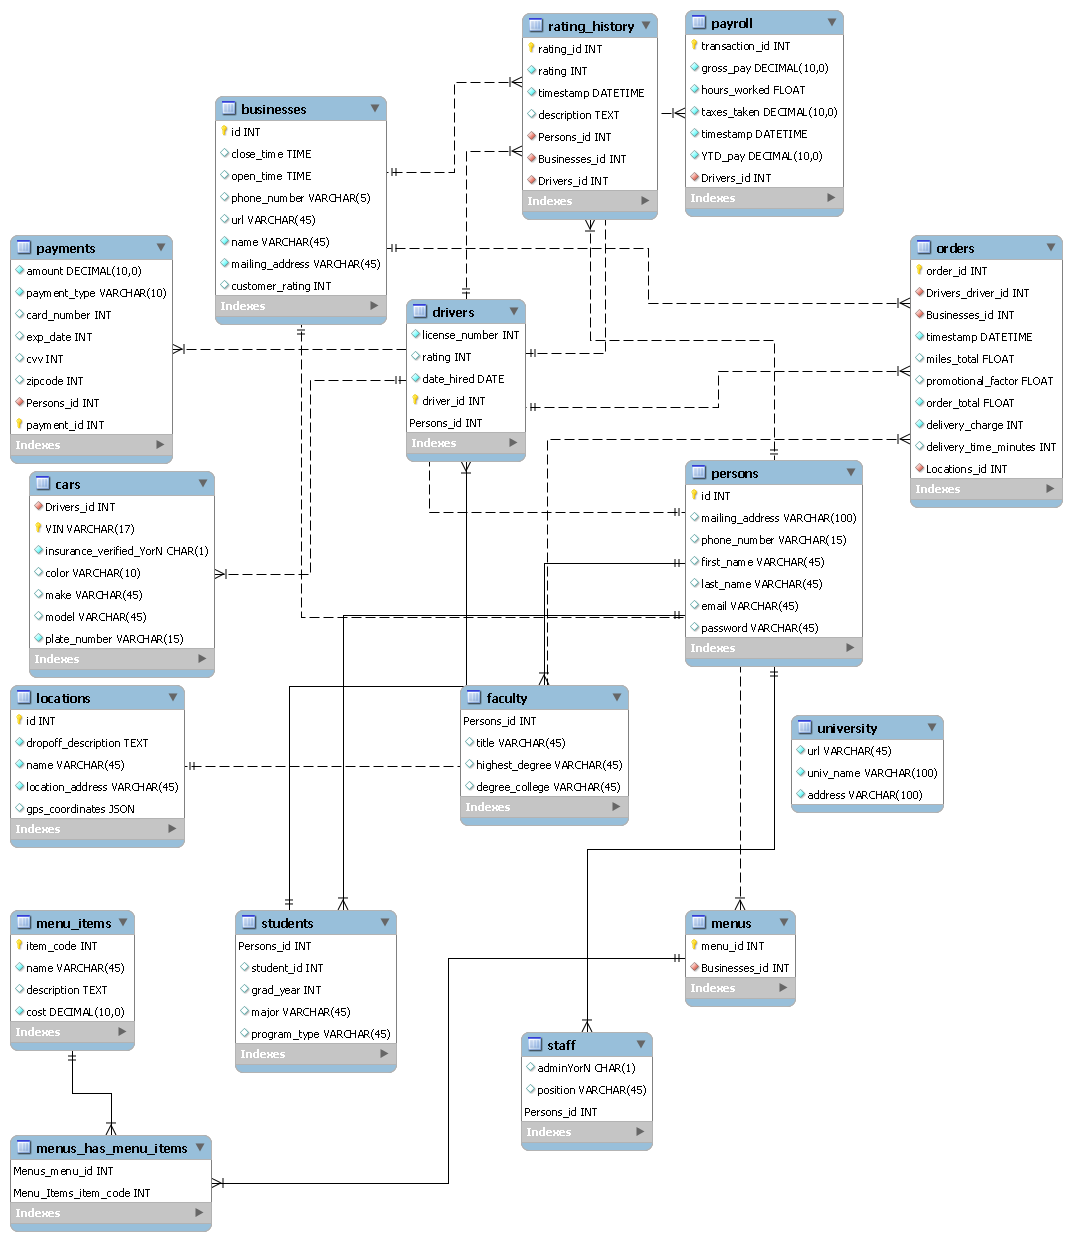 rating_history
rating_id INT
rating INT
timestamp DATETIME
description TEXT
Persons_id INT
Businesses_id INT
Drivers_id INT
Indexes
payroll
transaction_id INT
gross_pay DECIMAL(10,0)
hours_worked FLOAT
taxes_taken DECIMAL(10,0)
timestamp DATETIME
YTD_pay DECIMAL(10,0)
Drivers_id INT
Indexes
businesses
id INT
close_time TIME
open_time TIME
phone_number VARCHAR(5)
url VARCHAR(45)
name VARCHAR(45)
mailing_address VARCHAR(45)
customer_rating INT
Indexes
payments
amount DECIMAL(10,0)
payment_type VARCHAR(10)
card_number INT
exp_date INT
cvv INT
zipcode INT
Persons_id INT
payment_id INT
Indexes
drivers
license_number INT
rating INT
date_hired DATE
driver_id INT
Persons_id INT
Indexes
orders
order_id INT
Drivers_driver_id INT
Businesses_id INT
timestamp DATETIME
miles_total FLOAT
promotional_factor FLOAT
order_total FLOAT
delivery_charge INT
delivery_time_minutes INT
Locations_id INT
Indexes
cars
Drivers_id INT
VIN VARCHAR(17)
insurance_verified_YorN CHAR(1)
color VARCHAR(10)
make VARCHAR(45)
model VARCHAR(45)
plate_number VARCHAR(15)
Indexes
persons
id INT
mailing_address VARCHAR(100)
phone_number VARCHAR(15)
first_name VARCHAR(45)
last_name VARCHAR(45)
email VARCHAR(45)
password VARCHAR(45)
Indexes
locations
id INT
dropoff_description TEXT
name VARCHAR(45)
location_address VARCHAR(45)
gps_coordinates JSON
Indexes
faculty
Persons_id INT
title VARCHAR(45)
highest_degree VARCHAR(45)
degree_college VARCHAR(45)
Indexes
university
url VARCHAR(45)
univ_name VARCHAR(100)
address VARCHAR(100)
Indexes
menu_items
item_code INT
name VARCHAR(45)
description TEXT
cost DECIMAL(10,0)
Indexes
students
Persons_id INT
student_id INT
grad_year INT
major VARCHAR(45)
program_type VARCHAR(45)
Indexes
menus
menu_id INT
Businesses_id INT
Indexes
staff
adminYorN CHAR(1)
position VARCHAR(45)
Persons_id INT
Indexes
menus_has_menu_items
Menus_menu_id INT
Menu_Items_item_code INT
Indexes